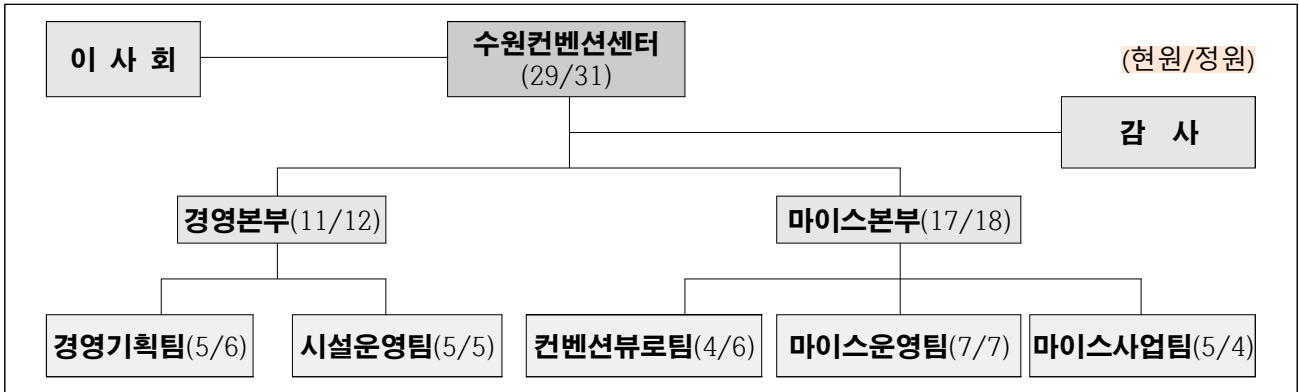 이 사 회
수원컨벤션센터
(29/31)
(현원/정원)
감 사
경영본부(11/12)
마이스본부(17/18)
경영기획팀(5/6)
시설운영팀(5/5)
컨벤션뷰로팀(4/6)
마이스운영팀(7/7)
마이스사업팀(5/4)